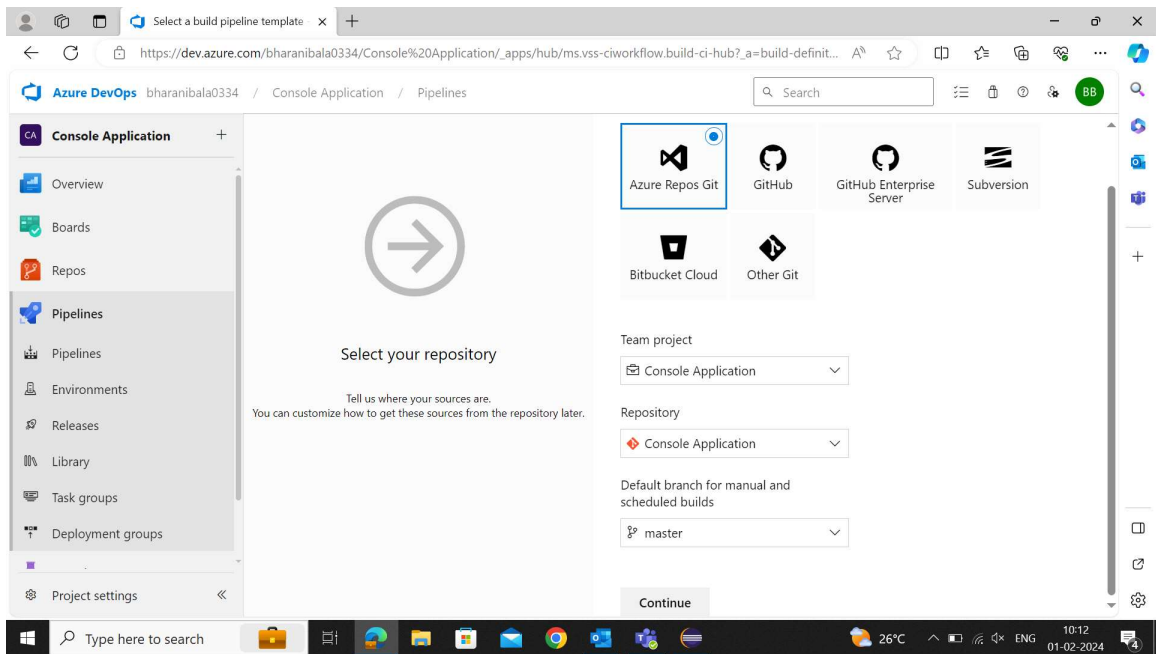 Select a build pipeline template
https://dev.azure.com/bharanibala0334/Console%20Application/_apps/hub/ms.vss-ciworkflow.build-ci-hub?_a=build-definit...
Azure DevOps bharanibala0334 / Console Application / Pipelines
Search
BB
CA Console Application
Overview
Boards
Repos
Pipelines
Pipelines
Environments
Releases
Library
Task groups
Deployment groups
Project settings
Select your repository
Tell us where your sources are.
You can customize how to get these sources from the repository later.
Azure Repos Git
GitHub
GitHub Enterprise
Server
Subversion
Bitbucket Cloud
Other Git
Team project
Console Application
Repository
Console Application
Default branch for manual and
scheduled builds
master
Continue
Type here to search
26°C
ENG
10:12
01-02-2024
4